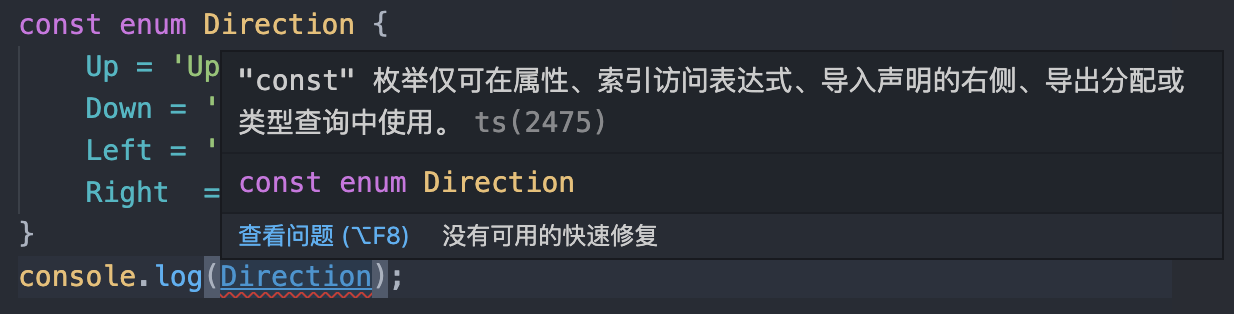 const enum Direction {
Up = 'Up
"const" 枚举仅可在属性、索引访问表达式、导入声明的右侧、导出分配或
Down = '
类型查询中使用。 ts(2475)
Left = '
Right  =
const enum Direction
}
查看问题 (⌥F8) 没有可用的快速修复
console.log(Direction);